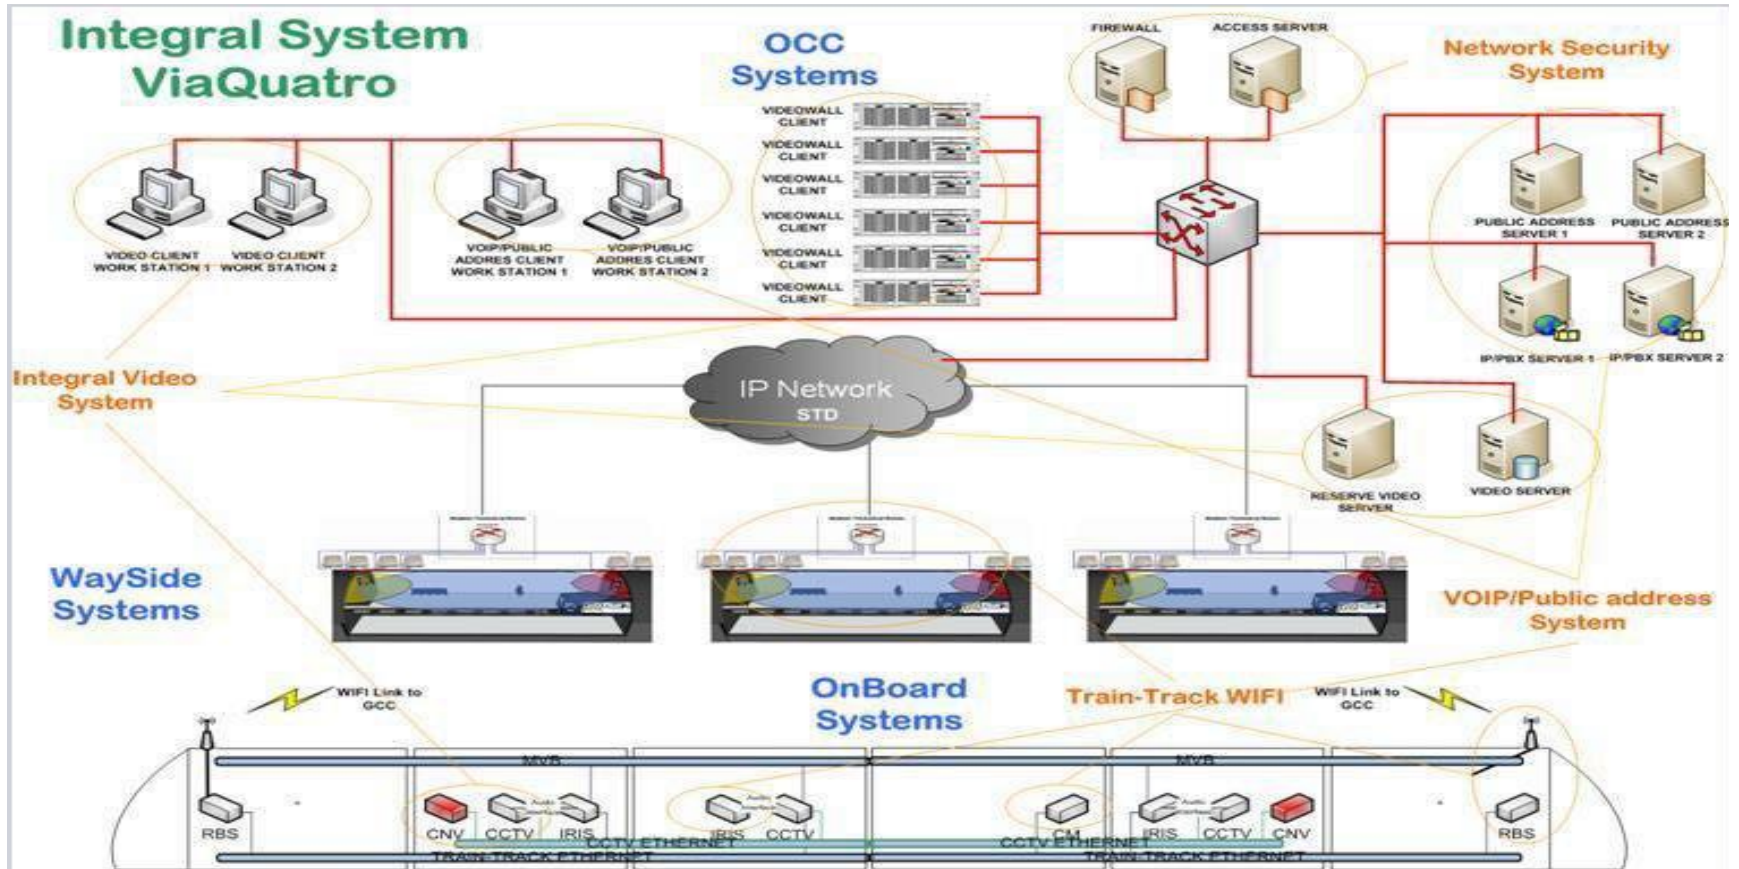 Integral System
ViaQuatro
OCC
Systems
FIREWALL
ACCESS SERVER
Network Security
System
VIDEOWALL
CLIENT
VIDEOWALL
CLIENT
VIDEOWALL
CLIENT
VIDEOWALL
CLIENT
VIDEOWALL
CLIENT
VIDEOWALL
CLIENT
VIDEO CLIENT
WORK STATION 1
VIDEO CLIENT
WORK STATION 2
VOIP/PUBLIC
ADDRES CLIENT
WORK STATION 1
VOIP/PUBLIC
ADDRES CLIENT
WORK STATION 2
PUBLIC ADDRESS
SERVER 1
PUBLIC ADDRESS
SERVER 2
IP/PBX SERVER 1
IP/PBX SERVER 2
Integral Video
System
IP Network
STD
RESERVE VIDEO
SERVER
VIDEO SERVER
WaySide
Systems
VOIP/Public address
System
OnBoard
Systems
Train-Track WIFI
WIFI Link to
GCC
WIFI Link to
GCC
MVB
MVB
Audio
Interface
Audio
Interface
Audio
Interface
RBS
CNV
CCTV
IRIS
IRIS
CCTV
CM
IRIS
CCTV
CNV
RBS
CCTV ETHERNET
CCTV ETHERNET
TRAIN-TRACK ETHERNET
TRAIN-TRACK ETHERNET